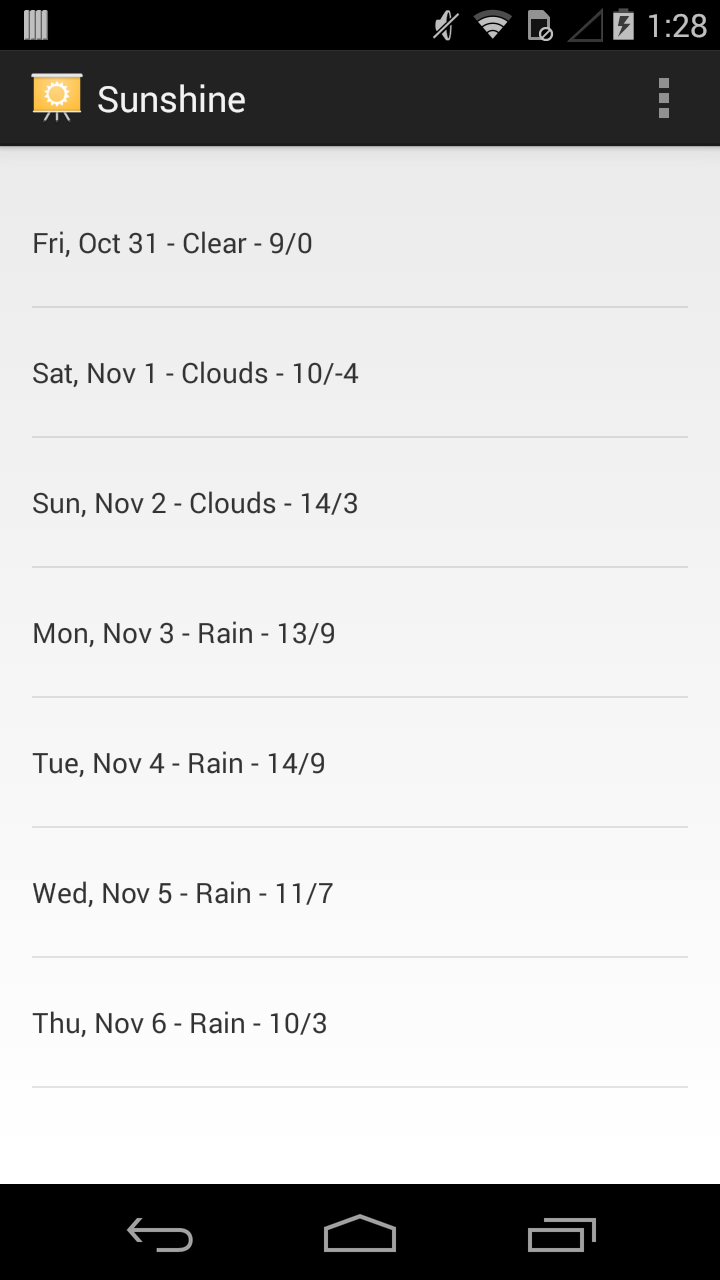 1:28
Sunshine
Fri, Oct 31 - Clear - 9/0
Sat, Nov 1 - Clouds - 10/-4
Sun, Nov 2 - Clouds - 14/3
Mon, Nov 3 - Rain - 13/9
Tue, Nov 4 - Rain - 14/9
Wed, Nov 5 - Rain - 11/7
Thu, Nov 6 - Rain - 10/3